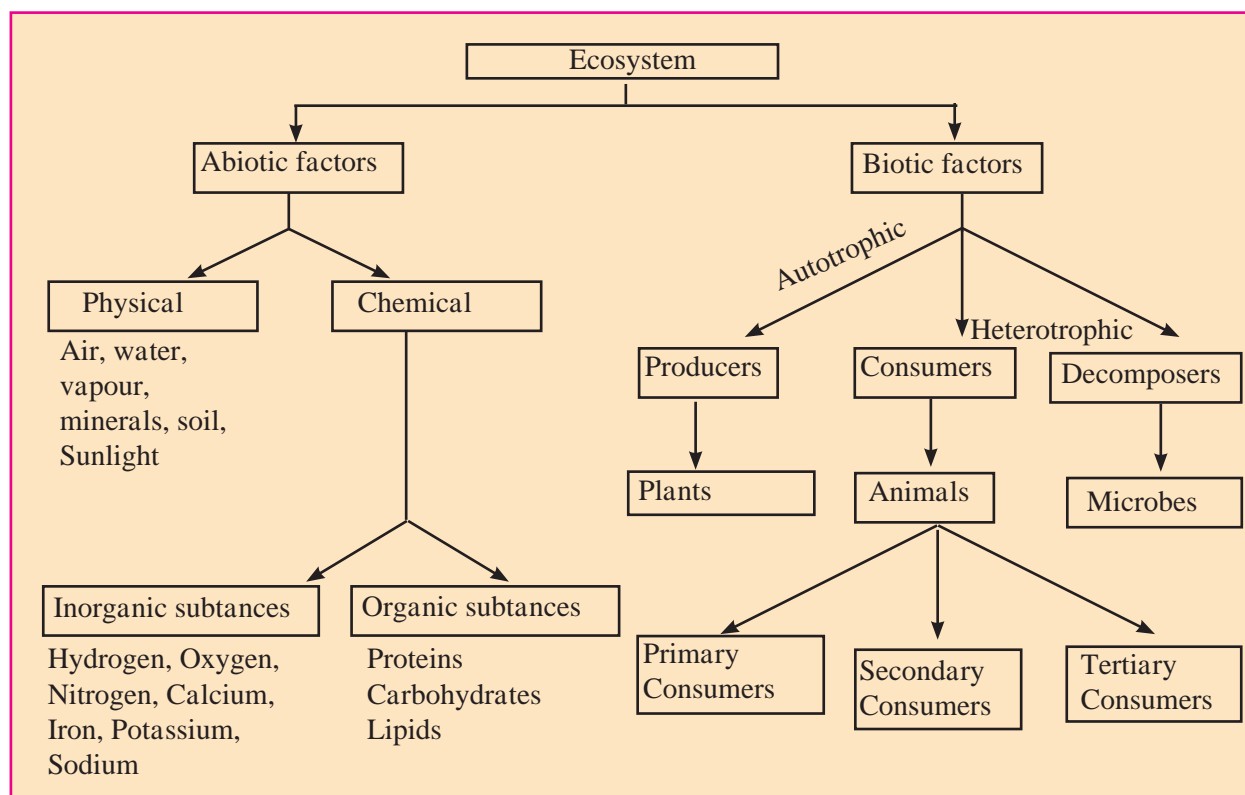 Ecosystem
Abiotic factors
Biotic factors
Autotrophic
Physical
Chemical
Heterotrophic
Air, water,
vapour,
minerals, soil,
Sunlight
Producers
Consumers
Decomposers
Plants
Animals
Microbes
Inorganic subtances
Organic subtances
Hydrogen, Oxygen,
Nitrogen, Calcium,
Iron, Potassium,
Sodium
Proteins
Carbohydrates
Lipids
Primary
Consumers
Secondary
Consumers
Tertiary
Consumers